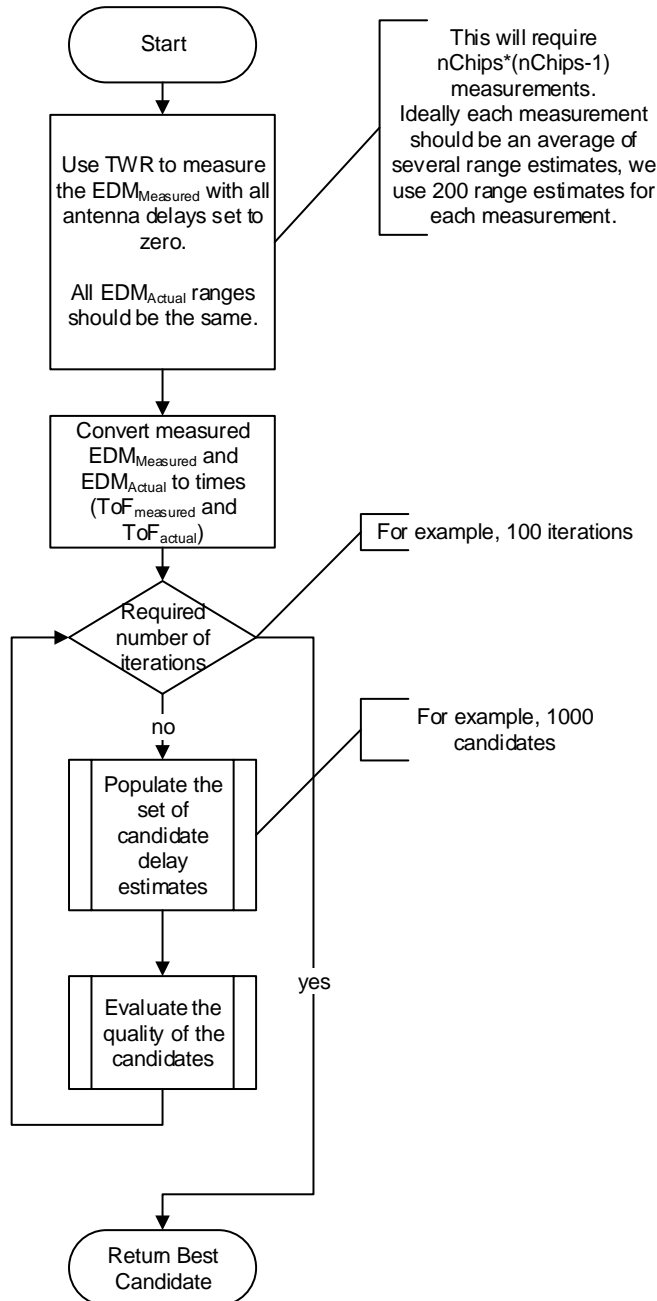 Start
This will require
nChips*(nChips-1)
measurements.
Ideally each measurement
should be an average of
several range estimates, we
use 200 range estimates for
each measurement.
Use TWR to measure
the EDMMeasured with all
antenna delays set to
zero.
All EDMActual ranges
should be the same.
Convert measured
EDMMeasured and
EDMActual to times
(ToFmeasured and
ToFactual)
For example, 100 iterations
Required
number of
iterations
no
For example, 1000
candidates
Populate the
set of
candidate
delay
estimates
yes
Evaluate the
quality of the
candidates
Return Best
Candidate